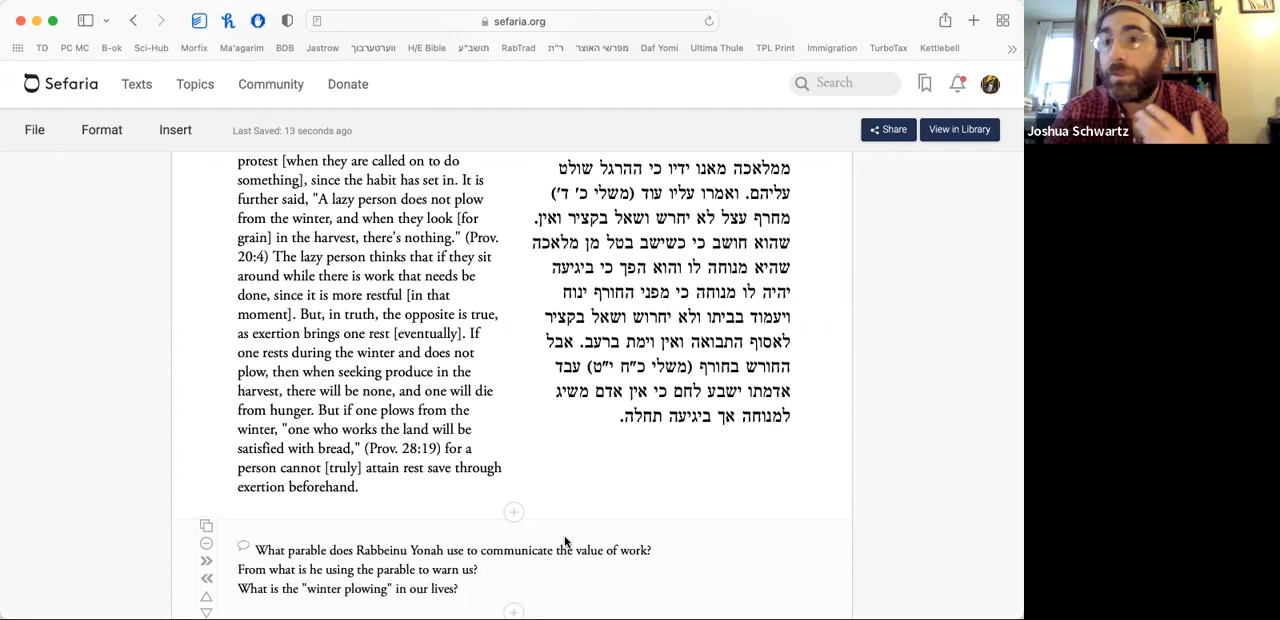 sefaria.org
TD PC MC B-ok Sci-Hub Morfix Ma'agarim BDB Jastrow ווערטערבוך H/E Bible תושב"ע RabTrad ר"ת מפרשי האוצר Daf Yomi Ultima Thule TPL Print Immigration TurboTax Kettlebell
Sefaria Texts Topics Community Donate Search
File Format Insert Last Saved: 13 seconds ago Share View in Library
Joshua Schwartz
protest [when they are called on to do
something], since the habit has set in. It is
further said, "A lazy person does not plow
from the winter, and when they look [for
grain] in the harvest, there's nothing." (Prov.
20:4) The lazy person thinks that if they sit
around while there is work that needs be
done, since it is more restful [in that
moment]. But, in truth, the opposite is true,
as exertion brings one rest [eventually]. If
one rests during the winter and does not
plow, then when seeking produce in the
harvest, there will be none, and one will die
from hunger. But if one plows from the
winter, "one who works the land will be
satisfied with bread," (Prov. 28:19) for a
person cannot [truly] attain rest save through
exertion beforehand.
ממלאכה מאנו ידיו כי ההרגל שולט
עליהם. ואמרו עליו עוד (משלי כ' ד')
מחרף עצל לא יחרש ושאל בקציר ואין.
שהוא חושב כי כשישב בטל מן מלאכה
שהיא מנוחה לו והוא הפך כי ביגיעה
יהיה לו מנוחה כי מפני החורף ינוח
ויעמוד בביתו ולא יחרוש ושאל בקציר
לאסוף התבואה ואין וימת ברעב. אבל
החורש בחורף (משלי כ"ח י"ט) עבד
אדמתו ישבע לחם כי אין אדם משיג
למנוחה אך ביגיעה תחלה.
What parable does Rabbeinu Yonah use to communicate the value of work?
From what is he using the parable to warn us?
What is the "winter plowing" in our lives?